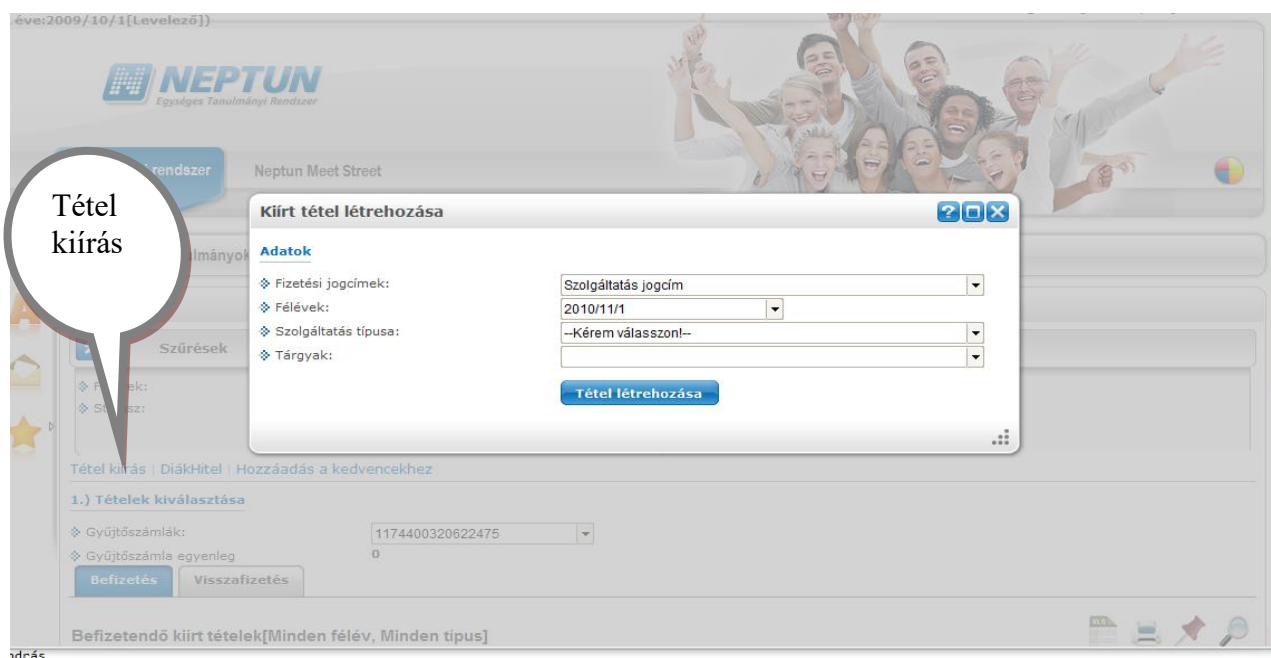 éve:2009/10/1[Levelező])
NEPTUN
Egységes Tanulmányi Rendszer
rendszer
Neptun Meet Street
Tétel
kiírás
Kiírt tétel létrehozása
Adatok
Fizetési jogcímek:
Szolgáltatás jogcím
Félévek:
2010/11/1
Szolgáltatás típusa:
--Kérem válasszon!--
Tárgyak:
Tétel létrehozása
Szűrések
Tétel kiírás | DiákHitel | Hozzáadás a kedvencekhez
1.) Tételek kiválasztása
Gyűjtőszámlák:
1174400320622475
Gyűjtőszámla egyenleg
0
Befizetés
Visszafizetés
Befizetendő kiírt tételek[Minden félév, Minden típus]
XLS